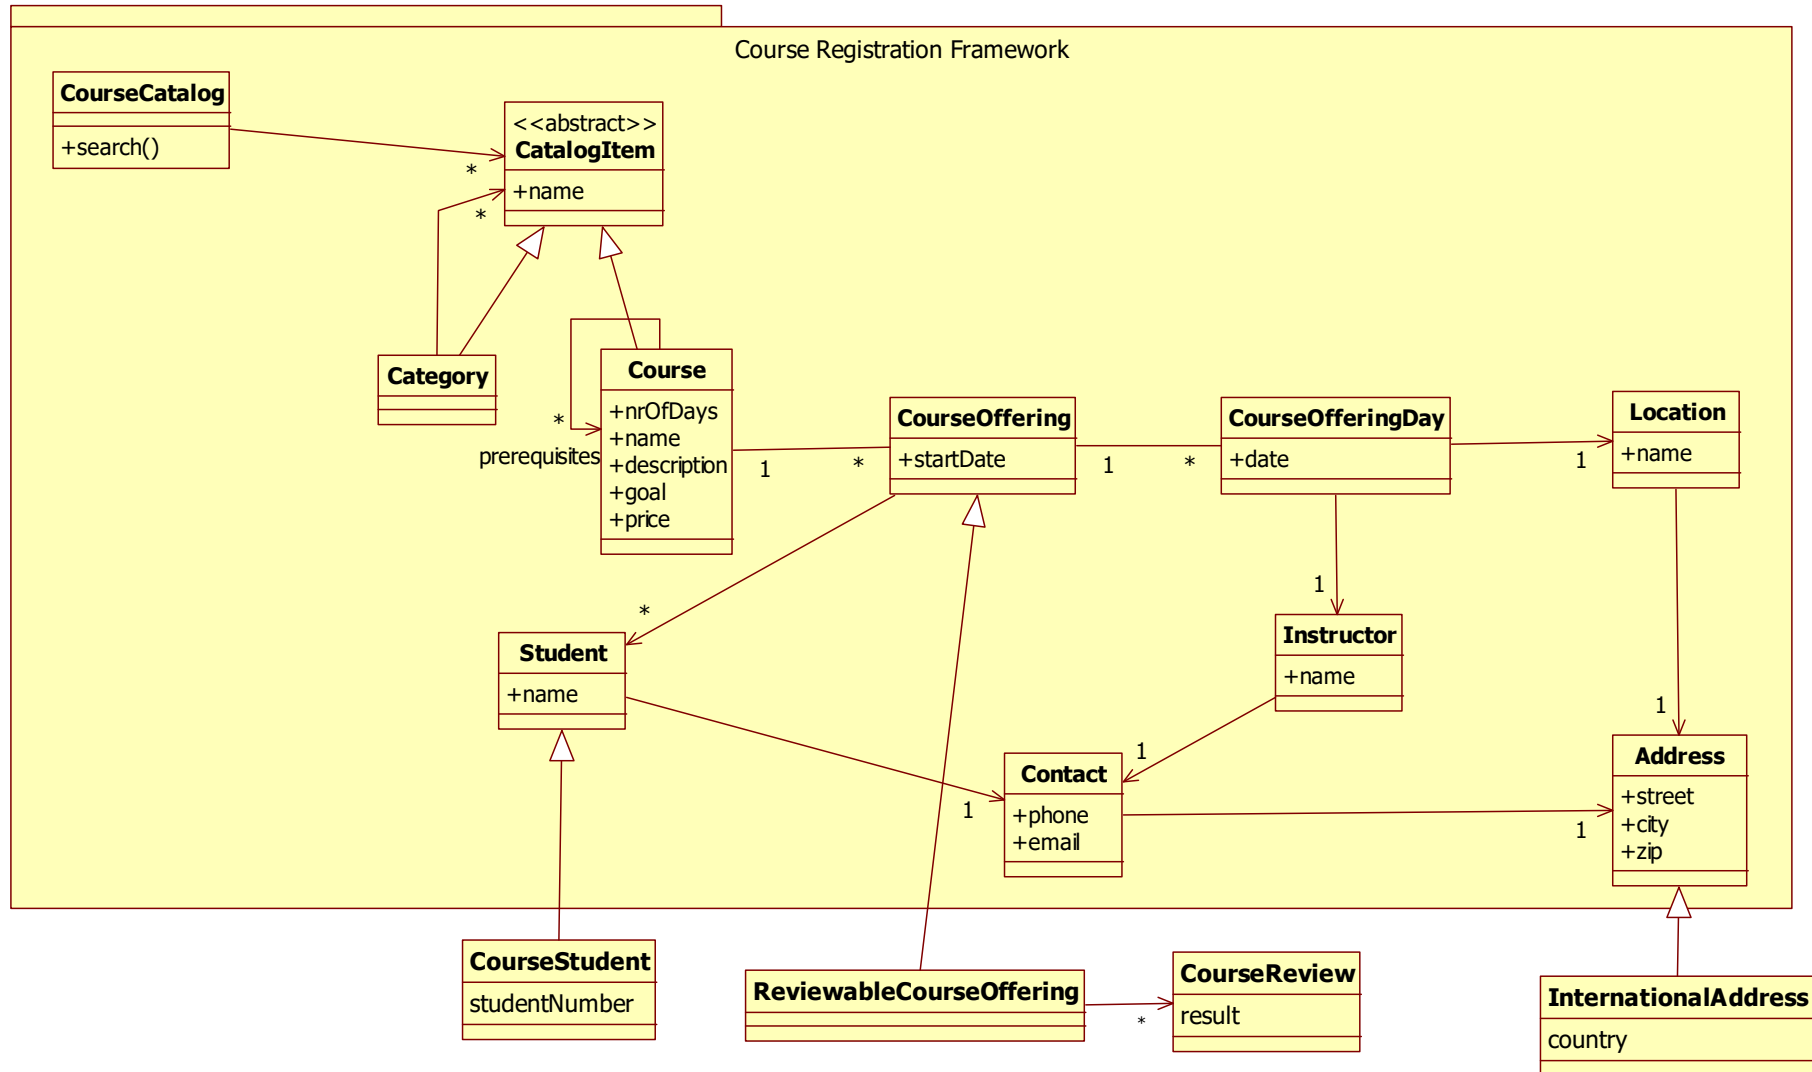 Course Registration Framework
CourseCatalog
+search()
<<abstract>>
CatalogItem
+name
*
*
Category
Course
+nrOfDays
+name
+description
+goal
+price
*
prerequisites
1
*
CourseOffering
+startDate
1
*
CourseOfferingDay
+date
1
Location
+name
*
1
Student
+name
Instructor
+name
1
1
1
Contact
+phone
+email
1
Address
+street
+city
+zip
CourseStudent
studentNumber
ReviewableCourseOffering
*
CourseReview
result
InternationalAddress
country